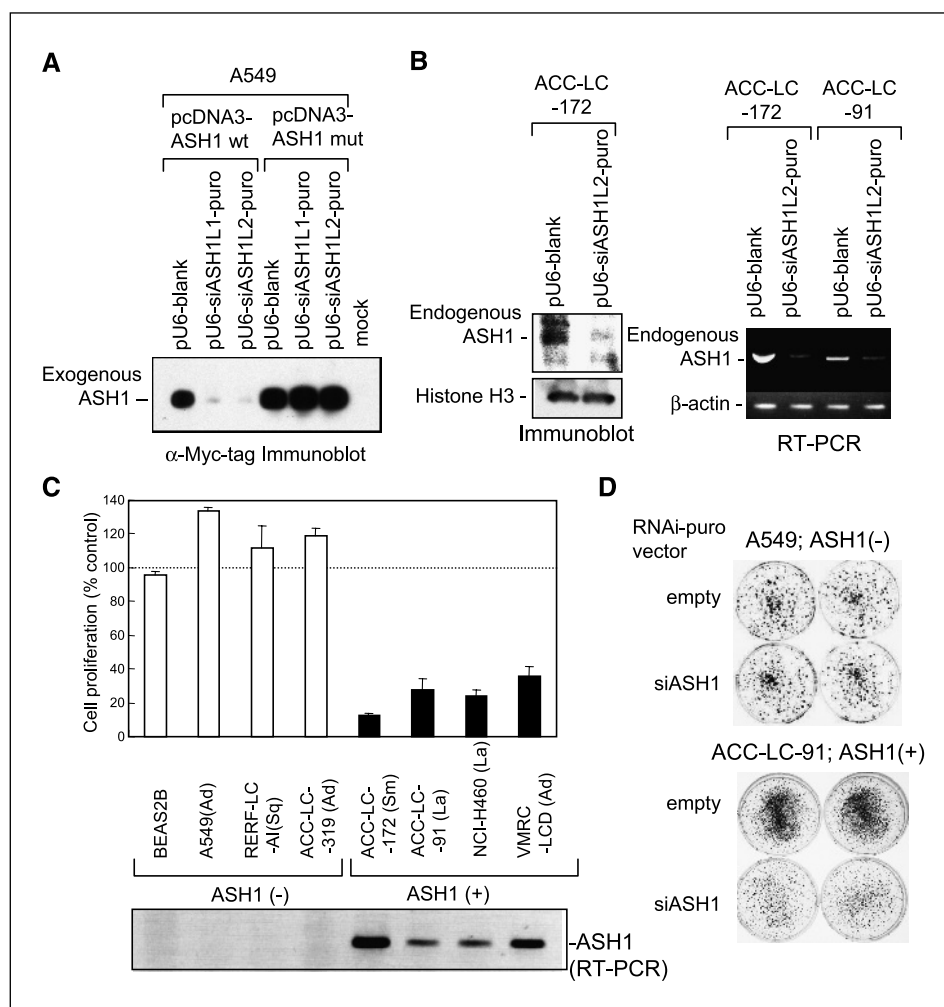 A
A549
pcDNA3-
ASH1 wt
pcDNA3-
ASH1 mut
pU6-blank
pU6-siASH1L1-puro
pU6-siASH1L2-puro
pU6-blank
pU6-siASH1L1-puro
pU6-siASH1L2-puro
mock
Exogenous
ASH1 –
α-Myc-tag Immunoblot
B
ACC-LC
-172
pU6-blank
pU6-siASH1L2-puro
Endogenous
ASH1 -
Histone H3 -
Immunoblot
ACC-LC
-172
ACC-LC
-91
pU6-blank
pU6-siASH1L2-puro
pU6-blank
pU6-siASH1L2-puro
Endogenous
ASH1 -
β-actin -
RT-PCR
C
Cell proliferation (% control)
140
120
100
80
60
40
20
0
BEAS2B
A549(Ad)
RERF-LC
-AI(Sq)
ACC-LC
-319 (Ad)
ACC-LC-
172 (Sm)
ACC-LC-
91 (La)
NCI-H460 (La)
VMRC
-LCD (Ad)
ASH1 (-)
ASH1 (+)
-ASH1
(RT-PCR)
D
RNAi-puro
vector
A549; ASH1(-)
empty
siASH1
ACC-LC-91; ASH1(+)
empty
siASH1